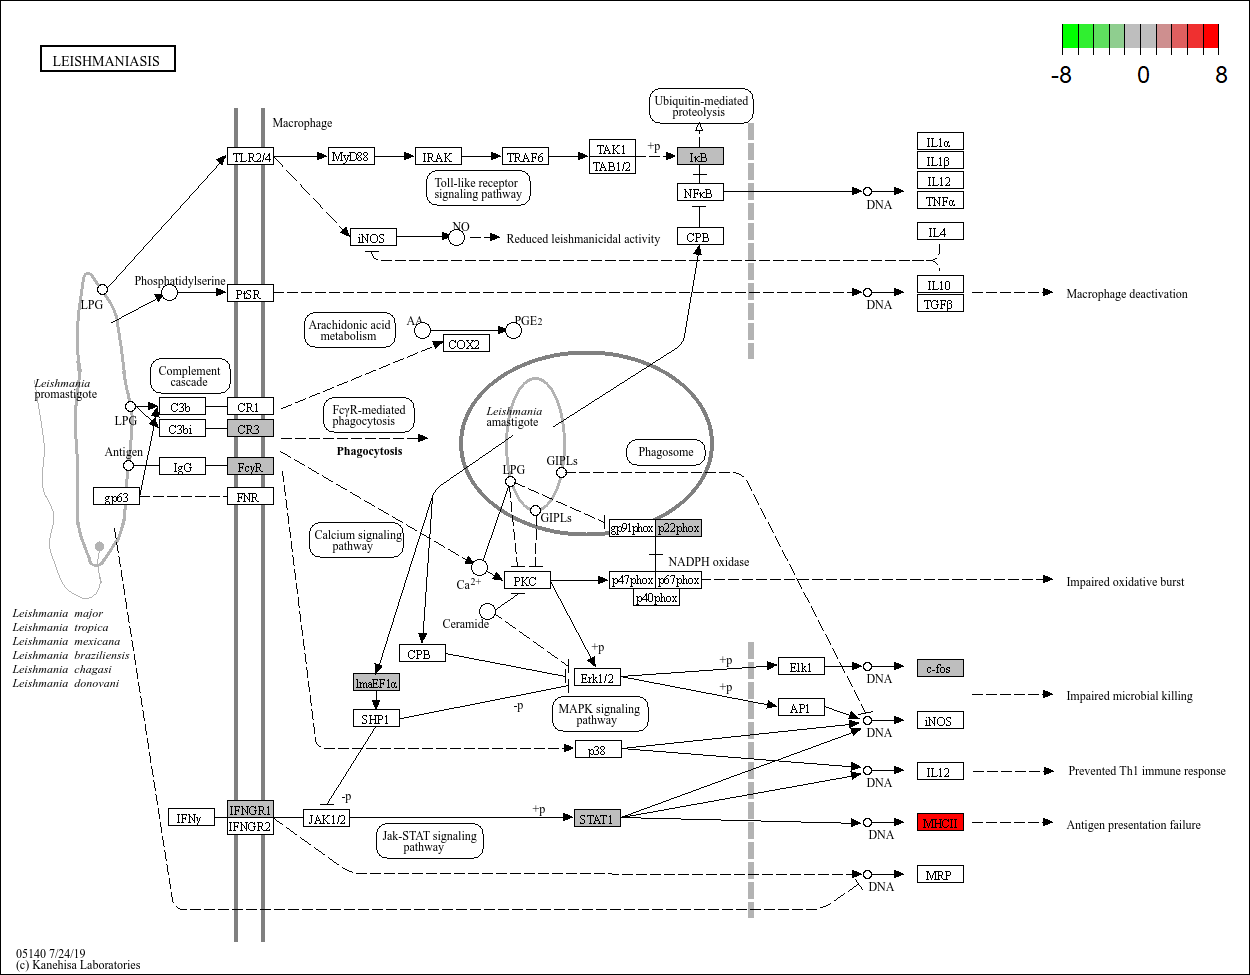 LEISHMANIASIS
-8
0
8
Macrophage
Ubiquitin-mediated
proteolysis
TLR2/4
MyD88
IRAK
TRAF6
TAK1
TAB1/2
+p
IκB
Toll-like receptor
signaling pathway
NFκB
DNA
IL1α
IL1β
IL12
TNFα
IL4
iNOS
NO
Reduced leishmanicidal activity
CPB
LPG
Phosphatidylserine
PtSR
DNA
IL10
TGFβ
Macrophage deactivation
Arachidonic acid
metabolism
AA
PGE2
COX2
Leishmania
promastigote
Complement
cascade
LPG
C3b
CR1
C3bi
CR3
FcγR-mediated
phagocytosis
Phagocytosis
Antigen
IgG
FcγR
gp63
FNR
Leishmania
amastigote
LPG
GIPLs
GIPLs
Phagosome
Calcium signaling
pathway
gp91phox
p22phox
NADPH oxidase
Ca2+
PKC
p47phox
p67phox
p40phox
Impaired oxidative burst
Ceramide
Leishmania major
Leishmania tropica
Leishmania mexicana
Leishmania braziliensis
Leishmania chagasi
Leishmania donovani
CPB
lmaEF1α
SHP1
-p
+p
Erk1/2
MAPK signaling
pathway
+p
+p
Elk1
DNA
c-fos
AP1
DNA
iNOS
Impaired microbial killing
p38
DNA
IL12
Prevented Th1 immune response
IFNγ
IFNGR1
IFNGR2
-p
JAK1/2
Jak-STAT signaling
pathway
+p
STAT1
DNA
MHCII
Antigen presentation failure
DNA
MRP
05140 7/24/19
(c) Kanehisa Laboratories